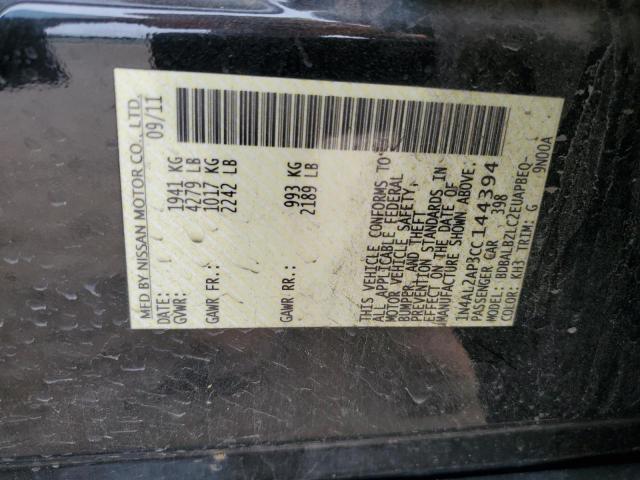 MFD BY NISSAN MOTOR CO., LTD.
DATE: 09/11
GVWR: 1941 KG
4279 LB
GAWR FR.: 1017 KG
2242 LB
GAWR RR.: 993 KG
2189 LB
THIS VEHICLE CONFORMS TO
ALL APPLICABLE FEDERAL
MOTOR VEHICLE SAFETY,
BUMPER, AND THEFT
PREVENTION STANDARDS IN
EFFECT ON THE DATE OF
MANUFACTURE SHOWN ABOVE.
1N4AL2AP3CC144394
PASSENGER CAR 398
MODEL: BDBALBZLC2EUAPBEQ-
COLOR: KH3 TRIM: G 9N00A